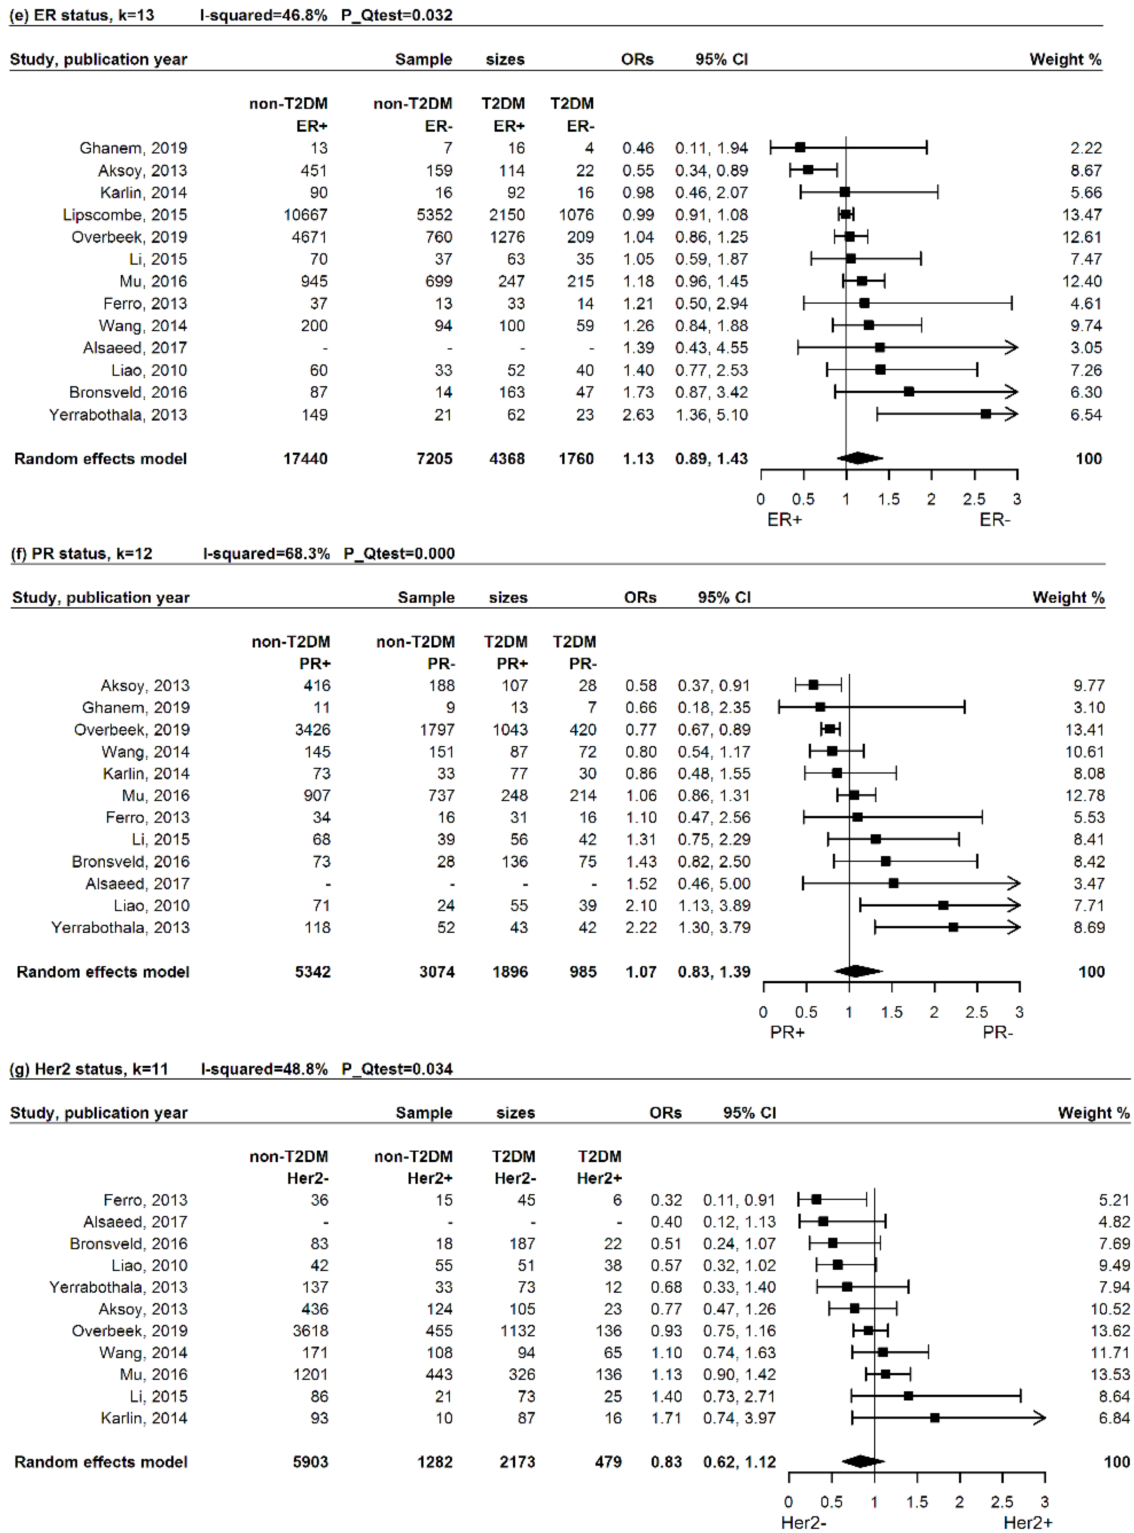 (e) ER status, k=13 I-squared=46.8% P_Qtest=0.032
Study, publication year Sample sizes ORs 95% CI Weight %
non-T2DM non-T2DM T2DM T2DM
ER+ ER- ER+ ER-
Ghanem, 2019 13 7 16 4 0.46 0.11, 1.94 2.22
Aksoy, 2013 451 159 114 22 0.55 0.34, 0.89 8.67
Karlin, 2014 90 16 92 16 0.98 0.46, 2.07 5.66
Lipscombe, 2015 10667 5352 2150 1076 0.99 0.91, 1.08 13.47
Overbeek, 2019 4671 760 1276 209 1.04 0.86, 1.25 12.61
Li, 2015 70 37 63 35 1.05 0.59, 1.87 7.47
Mu, 2016 945 699 247 215 1.18 0.96, 1.45 12.40
Ferro, 2013 37 13 33 14 1.21 0.50, 2.94 4.61
Wang, 2014 200 94 100 59 1.26 0.84, 1.88 9.74
Alsaeed, 2017 - - - - 1.39 0.43, 4.55 3.05
Liao, 2010 60 33 52 40 1.40 0.77, 2.53 7.26
Bronsveld, 2016 87 14 163 47 1.73 0.87, 3.42 6.30
Yerrabothala, 2013 149 21 62 23 2.63 1.36, 5.10 6.54
Random effects model 17440 7205 4368 1760 1.13 0.89, 1.43 100
0 0.5 1 1.5 2 2.5 3
ER+ ER-
(f) PR status, k=12 I-squared=68.3% P_Qtest=0.000
Study, publication year Sample sizes ORs 95% CI Weight %
non-T2DM non-T2DM T2DM T2DM
PR+ PR- PR+ PR-
Aksoy, 2013 416 188 107 28 0.58 0.37, 0.91 9.77
Ghanem, 2019 11 9 13 7 0.66 0.18, 2.35 3.10
Overbeek, 2019 3426 1797 1043 420 0.77 0.67, 0.89 13.41
Wang, 2014 145 151 87 72 0.80 0.54, 1.17 10.61
Karlin, 2014 73 33 77 30 0.86 0.48, 1.55 8.08
Mu, 2016 907 737 248 214 1.06 0.86, 1.31 12.78
Ferro, 2013 34 16 31 16 1.10 0.47, 2.56 5.53
Li, 2015 68 39 56 42 1.31 0.75, 2.29 8.41
Bronsveld, 2016 73 28 136 75 1.43 0.82, 2.50 8.42
Alsaeed, 2017 - - - - 1.52 0.46, 5.00 3.47
Liao, 2010 71 24 55 39 2.10 1.13, 3.89 7.71
Yerrabothala, 2013 118 52 43 42 2.22 1.30, 3.79 8.69
Random effects model 5342 3074 1896 985 1.07 0.83, 1.39 100
0 0.5 1 1.5 2 2.5 3
PR+ PR-
(g) Her2 status, k=11 I-squared=48.8% P_Qtest=0.034
Study, publication year Sample sizes ORs 95% CI Weight %
non-T2DM non-T2DM T2DM T2DM
Her2- Her2+ Her2- Her2+
Ferro, 2013 36 15 45 6 0.32 0.11, 0.91 5.21
Alsaeed, 2017 - - - - 0.40 0.12, 1.13 4.82
Bronsveld, 2016 83 18 187 22 0.51 0.24, 1.07 7.69
Liao, 2010 42 55 51 38 0.57 0.32, 1.02 9.49
Yerrabothala, 2013 137 33 73 12 0.68 0.33, 1.40 7.94
Aksoy, 2013 436 124 105 23 0.77 0.47, 1.26 10.52
Overbeek, 2019 3618 455 1132 136 0.93 0.75, 1.16 13.62
Wang, 2014 171 108 94 65 1.10 0.74, 1.63 11.71
Mu, 2016 1201 443 326 136 1.13 0.90, 1.42 13.53
Li, 2015 86 21 73 25 1.40 0.73, 2.71 8.64
Karlin, 2014 93 10 87 16 1.71 0.74, 3.97 6.84
Random effects model 5903 1282 2173 479 0.83 0.62, 1.12 100
0 0.5 1 1.5 2 2.5 3
Her2- Her2+